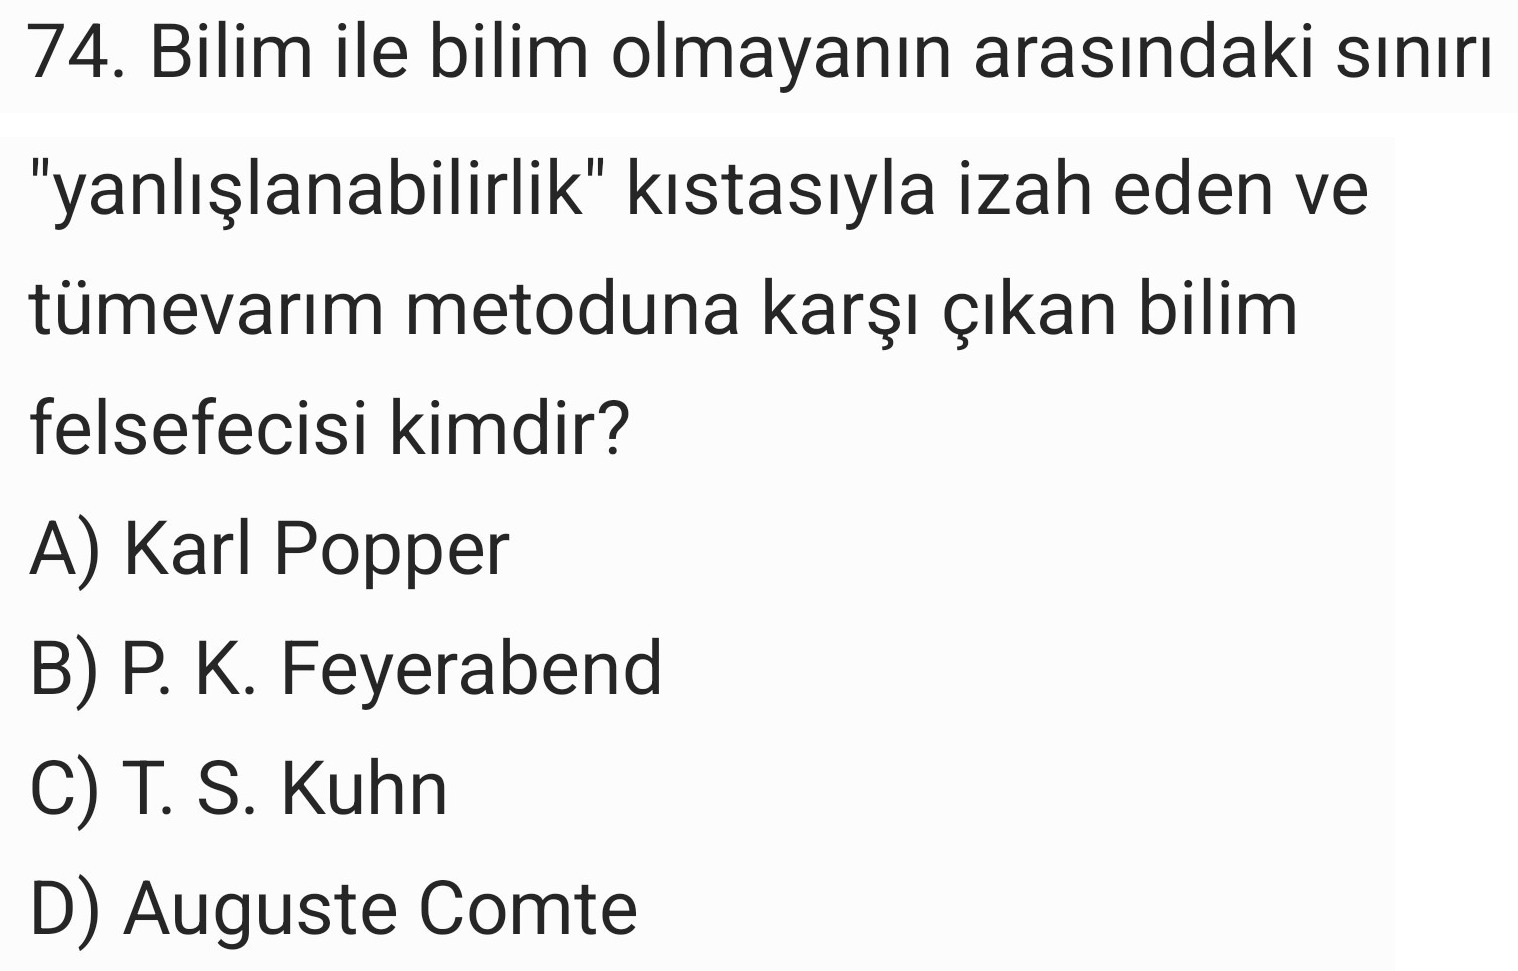 74. Bilim ile bilim olmayanın arasındaki sınırı
"yanlışlanabilirlik" kıstasıyla izah eden ve
tümevarım metoduna karşı çıkan bilim
felsefecisi kimdir?
A) Karl Popper
B) P. K. Feyerabend
C) T. S. Kuhn
D) Auguste Comte